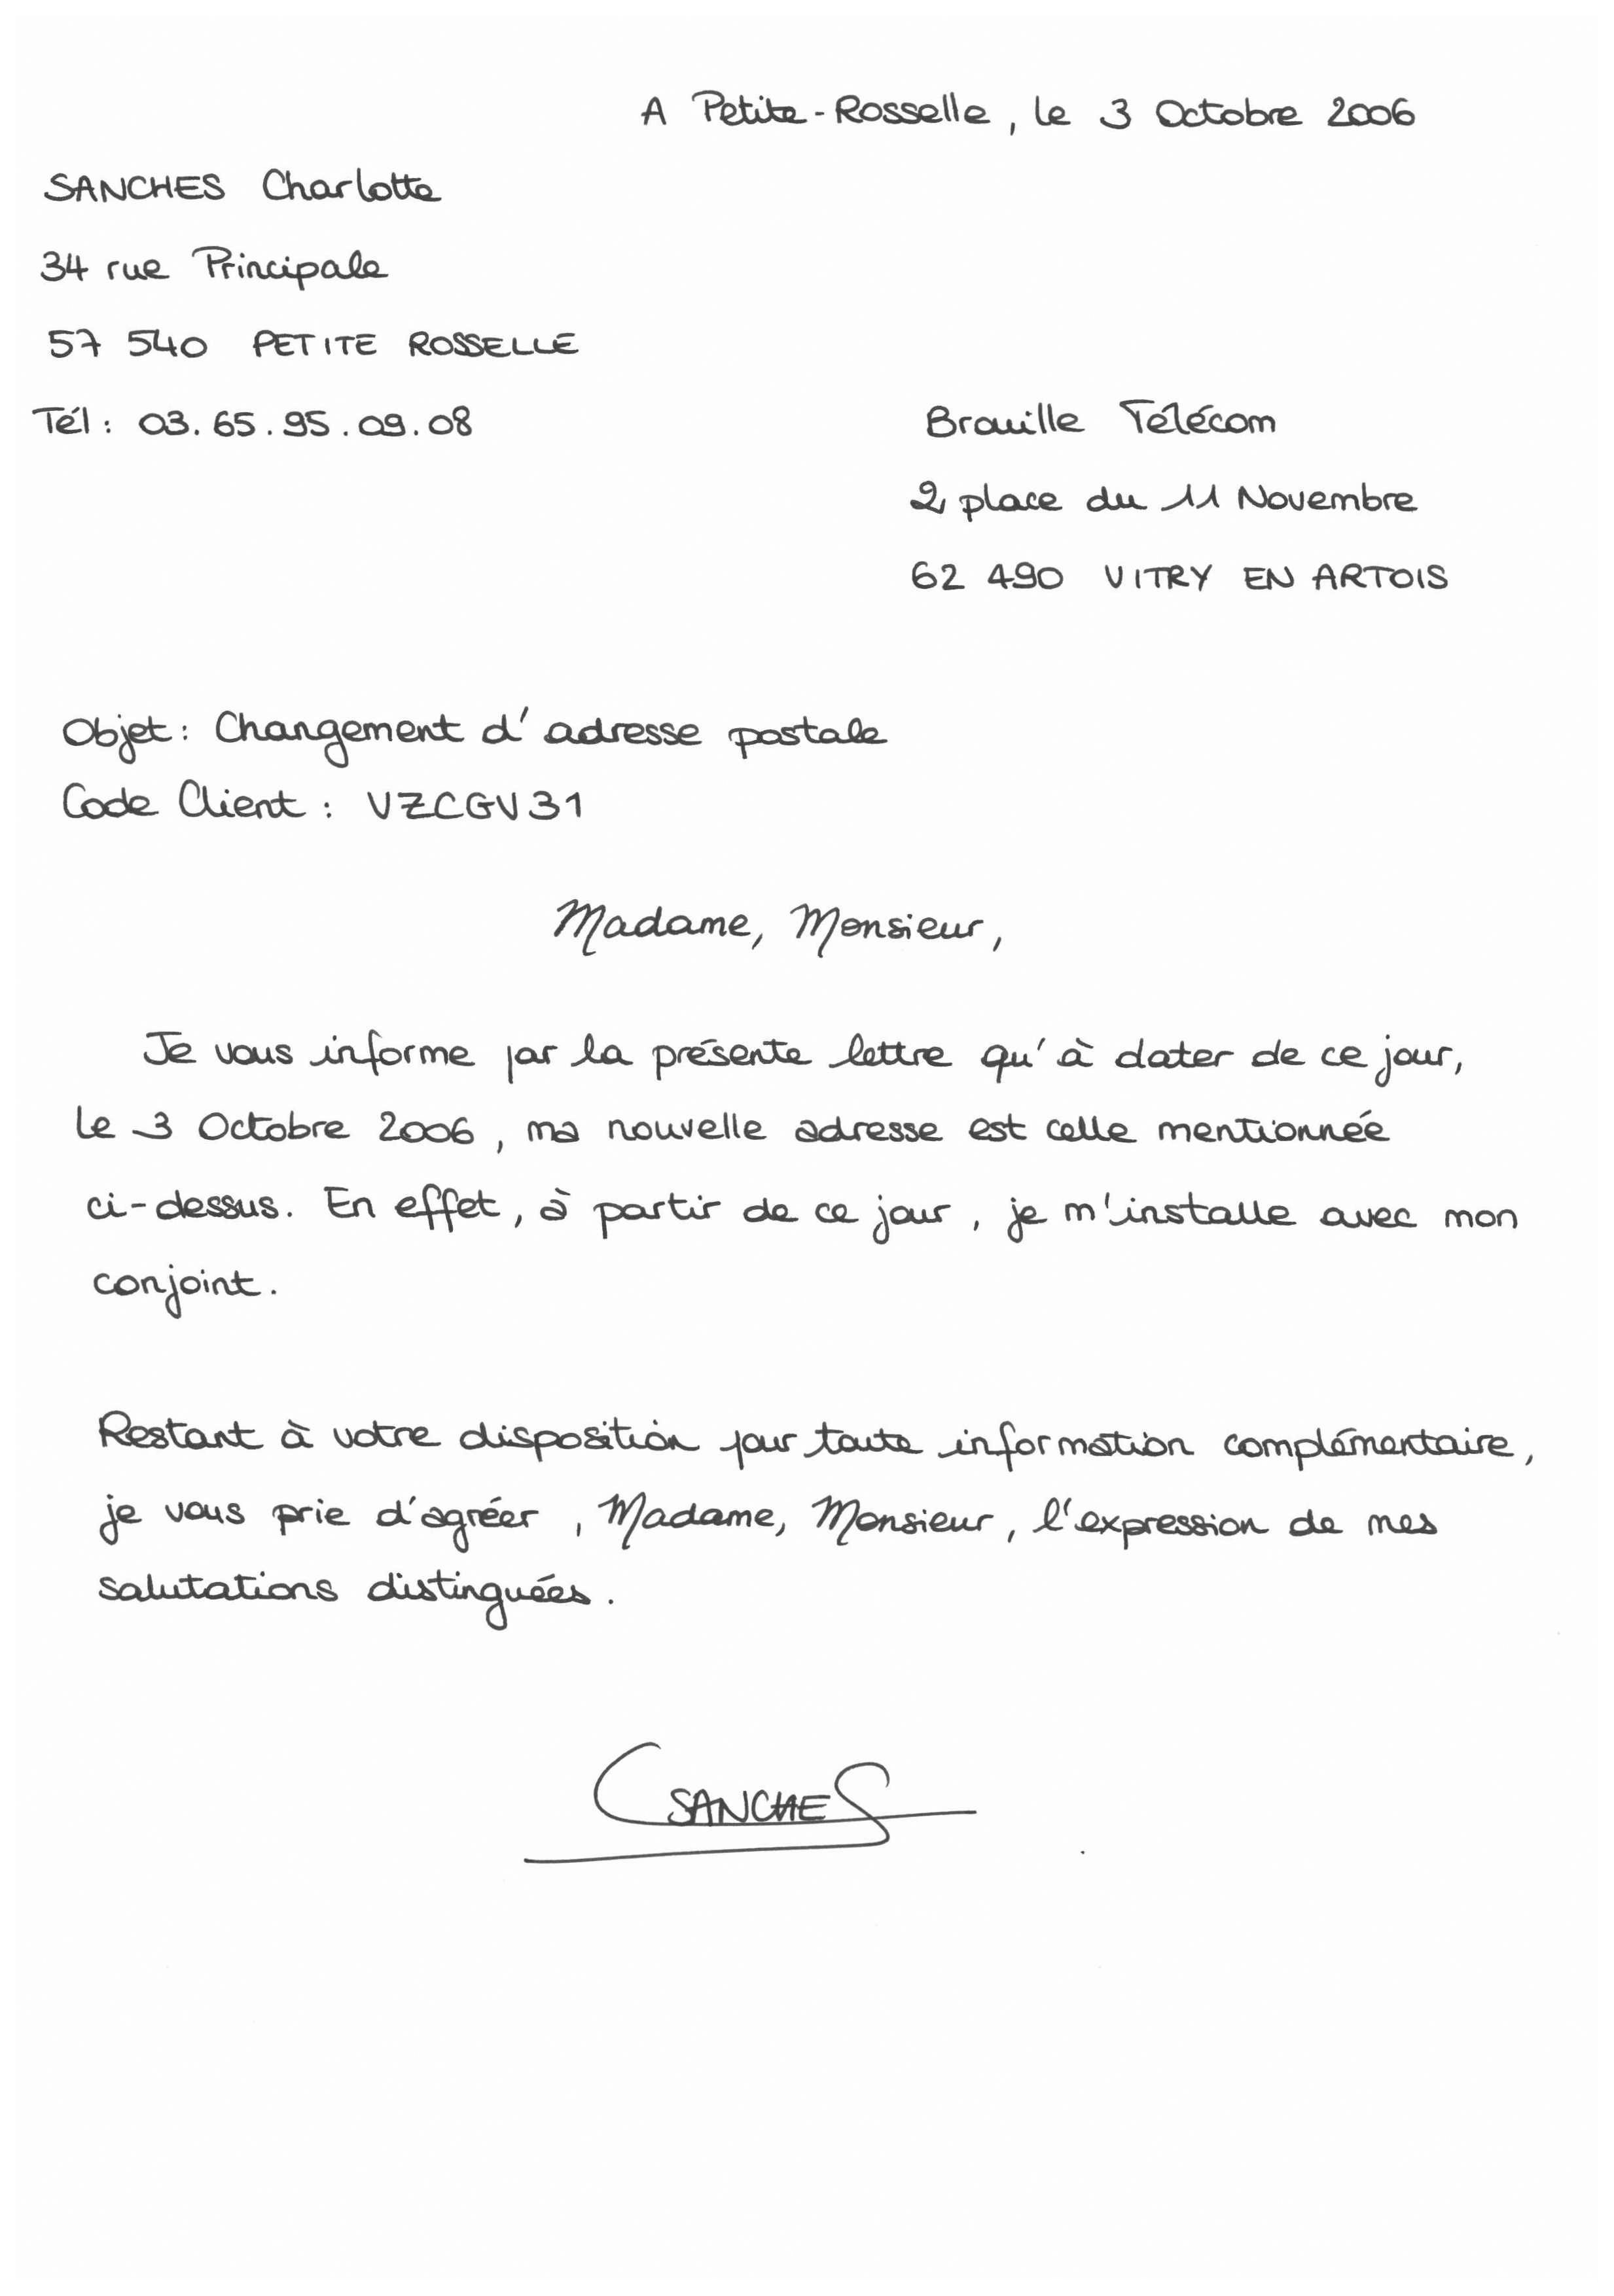 A Petite-Rosselle, le 3 Octobre 2006
SANCHES Charlotte
34 rue Principale
57 540 PETITE ROSSELLE
Tél : 03.65.95.09.08
Brouille Télécom
2, place du 11 Novembre
62 490 VITRY EN ARTOIS
Objet : Changement d'adresse postale
Code Client : VZCGV31
Madame, Monsieur,
Je vous informe par la présente lettre qu'à dater de ce jour,
le 3 Octobre 2006, ma nouvelle adresse est celle mentionnée
ci-dessus. En effet, à partir de ce jour, je m'installe avec mon
conjoint.
Restant à votre disposition pour toute information complémentaire,
je vous prie d'agréer, Madame, Monsieur, l'expression de mes
salutations distinguées.
C SANCHES